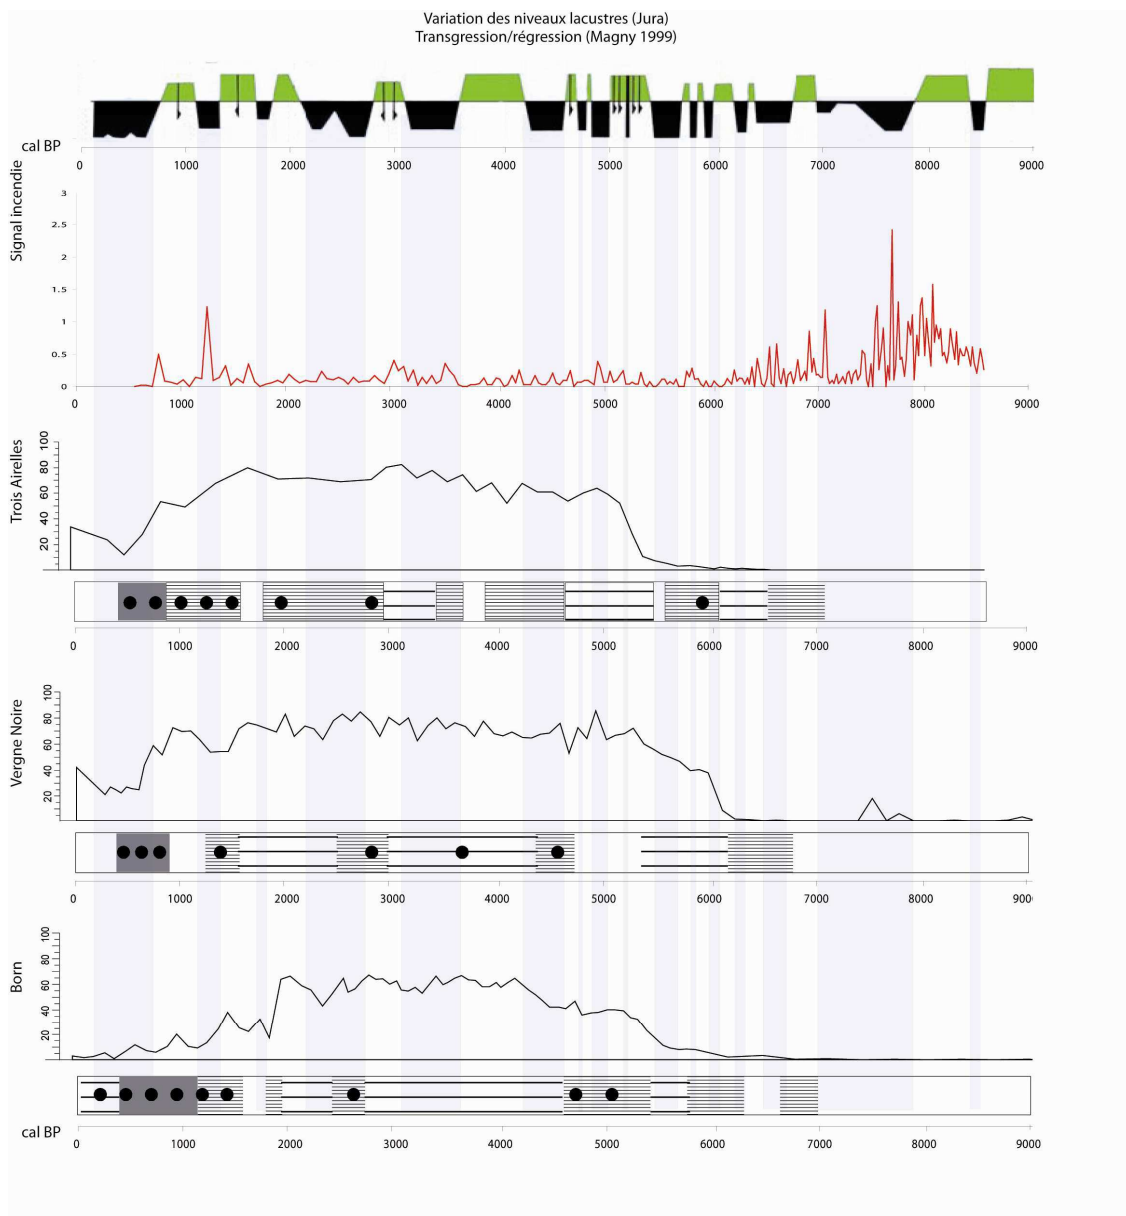 Variation des niveaux lacustres (Jura)
Transgression/régression (Magny 1999)
cal BP
0 1000 2000 3000 4000 5000 6000 7000 8000 9000
Signal incendie
3
2.5
2
1.5
1
0.5
0
0 1000 2000 3000 4000 5000 6000 7000 8000 9000
Trois Airelles
100
80
60
40
20
0 1000 2000 3000 4000 5000 6000 7000 8000 9000
Vergne Noire
100
80
60
40
20
0 1000 2000 3000 4000 5000 6000 7000 8000 900
Born
100
80
60
40
20
cal BP
0 1000 2000 3000 4000 5000 6000 7000 8000 9000